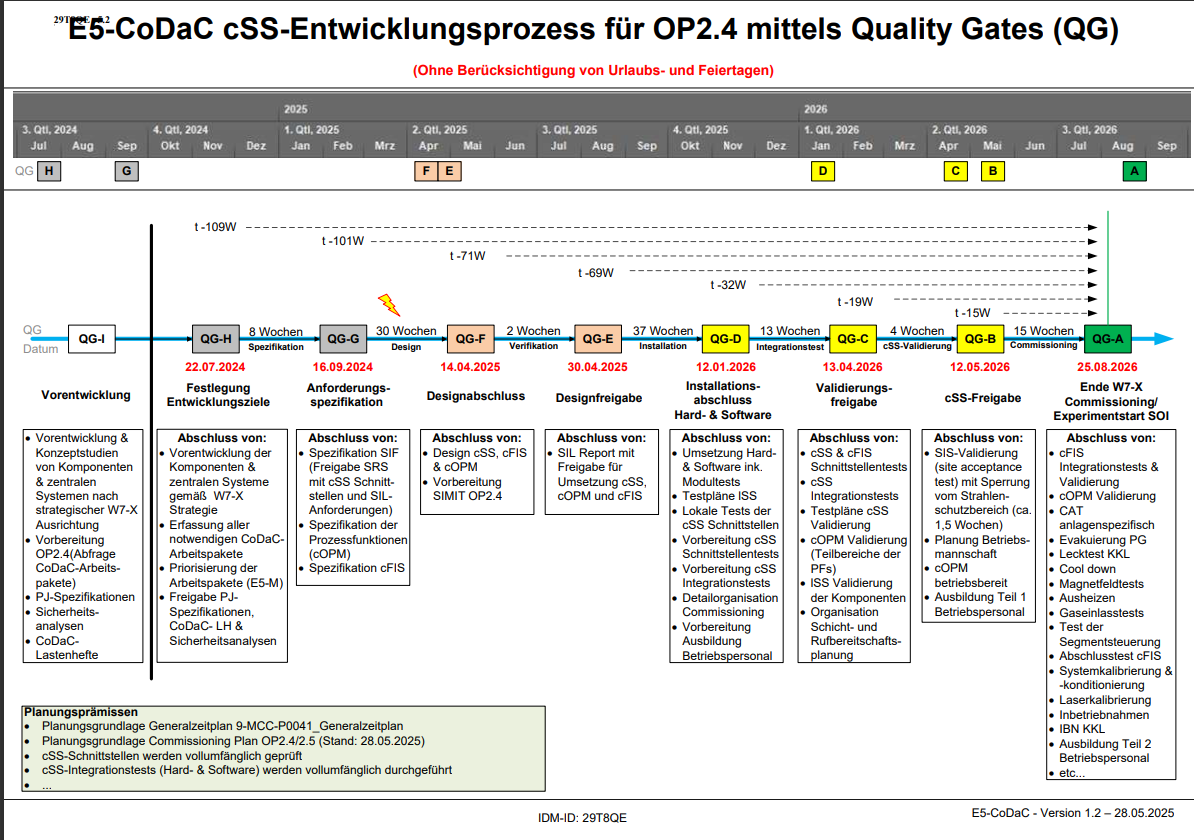 29T8QE v5.2
E5-CoDaC cSS-Entwicklungsprozess für OP2.4 mittels Quality Gates (QG)
(Ohne Berücksichtigung von Urlaubs- und Feiertagen)
2025
2026
3. Qtl, 2024
4. Qtl, 2024
1. Qtl, 2025
2. Qtl, 2025
3. Qtl, 2025
4. Qtl, 2025
1. Qtl, 2026
2. Qtl, 2026
3. Qtl, 2026
Jul Aug Sep Okt Nov Dez Jan Feb Mrz Apr Mai Jun Jul Aug Sep Okt Nov Dez Jan Feb Mrz Apr Mai Jun Jul Aug Sep
QG H G F E D C B A
t -109W
t -101W
t -71W
t -69W
t -32W
t -19W
t -15W
QG
Datum
QG-I
QG-H
8 Wochen
Spezifikation
QG-G
30 Wochen
Design
QG-F
2 Wochen
Verifikation
QG-E
37 Wochen
Installation
QG-D
13 Wochen
Integrationstest
QG-C
4 Wochen
cSS-Validierung
QG-B
15 Wochen
Commissioning
QG-A
22.07.2024
16.09.2024
14.04.2025
30.04.2025
12.01.2026
13.04.2026
12.05.2026
25.08.2026
Vorentwicklung
Festlegung
Entwicklungsziele
Anforderungs-
spezifikation
Designabschluss
Designfreigabe
Installations-
abschluss
Hard- & Software
Validierungs-
freigabe
cSS-Freigabe
Ende W7-X
Commissioning/
Experimentstart SOI
• Vorentwicklung &
Konzeptstudien
von Komponenten
& zentralen
Systemen nach
strategischer W7-X
Ausrichtung
• Vorbereitung
OP2.4(Abfrage
CoDaC-Arbeits-
pakete)
• PJ-Spezifikationen
• Sicherheits-
analysen
• CoDaC-
Lastenhefte
Abschluss von:
• Vorentwicklung der
Komponenten &
zentralen Systeme
gemäß W7-X
Strategie
• Erfassung aller
notwendigen CoDaC-
Arbeitspakete
• Priorisierung der
Arbeitspakete (E5-M)
• Freigabe PJ-
Spezifikationen,
CoDaC- LH &
Sicherheitsanalysen
Abschluss von:
• Spezifikation SIF
(Freigabe SRS
mit cSS Schnitt-
stellen und SIL-
Anforderungen)
• Spezifikation der
Prozessfunktionen
(cOPM)
• Spezifikation cFIS
Abschluss von:
• Design cSS, cFIS
& cOPM
• Vorbereitung
SIMIT OP2.4
Abschluss von:
• SIL Report mit
Freigabe für
Umsetzung cSS,
cOPM und cFIS
Abschluss von:
• Umsetzung Hard-
& Software ink.
Modultests
• Testpläne ISS
• Lokale Tests der
cSS Schnittstellen
• Vorbereitung cSS
Schnittstellentests
• Vorbereitung cSS
Integrationstests
• Detailorganisation
Commissioning
• Vorbereitung
Ausbildung
Betriebspersonal
Abschluss von:
• cSS & cFIS
Schnittstellentests
• cSS
Integrationstests
• Testpläne cSS
Validierung
• cOPM Validierung
(Teilbereiche der
PFs)
• ISS Validierung
der Komponenten
• Organisation
Schicht- und
Rufbereitschafts-
planung
Abschluss von:
• SIS-Validierung
(site acceptance
test) mit Sperrung
vom Strahlen-
schutzbereich (ca.
1,5 Wochen)
• Planung Betriebs-
mannschaft
• cOPM
betriebsbereit
• Ausbildung Teil 1
Betriebspersonal
Abschluss von:
• cFIS
Integrationstests &
Validierung
• cOPM Validierung
• CAT
anlagenspezifisch
• Evakuierung PG
• Lecktest KKL
• Cool down
• Magnetfeldtests
• Ausheizen
• Gaseinlasstests
• Test der
Segmentsteuerung
• Abschlusstest cFIS
• Systemkalibrierung &
-konditionierung
• Laserkalibrierung
• Inbetriebnahmen
• IBN KKL
• Ausbildung Teil 2
Betriebspersonal
• etc...
Planungsprämissen
• Planungsgrundlage Generalzeitplan 9-MCC-P0041_Generalzeitplan
• Planungsgrundlage Commissioning Plan OP2.4/2.5 (Stand: 28.05.2025)
• cSS-Schnittstellen werden vollumfänglich geprüft
• cSS-Integrationstests (Hard- & Software) werden vollumfänglich durchgeführt
• ...
IDM-ID: 29T8QE
E5-CoDaC - Version 1.2 – 28.05.2025